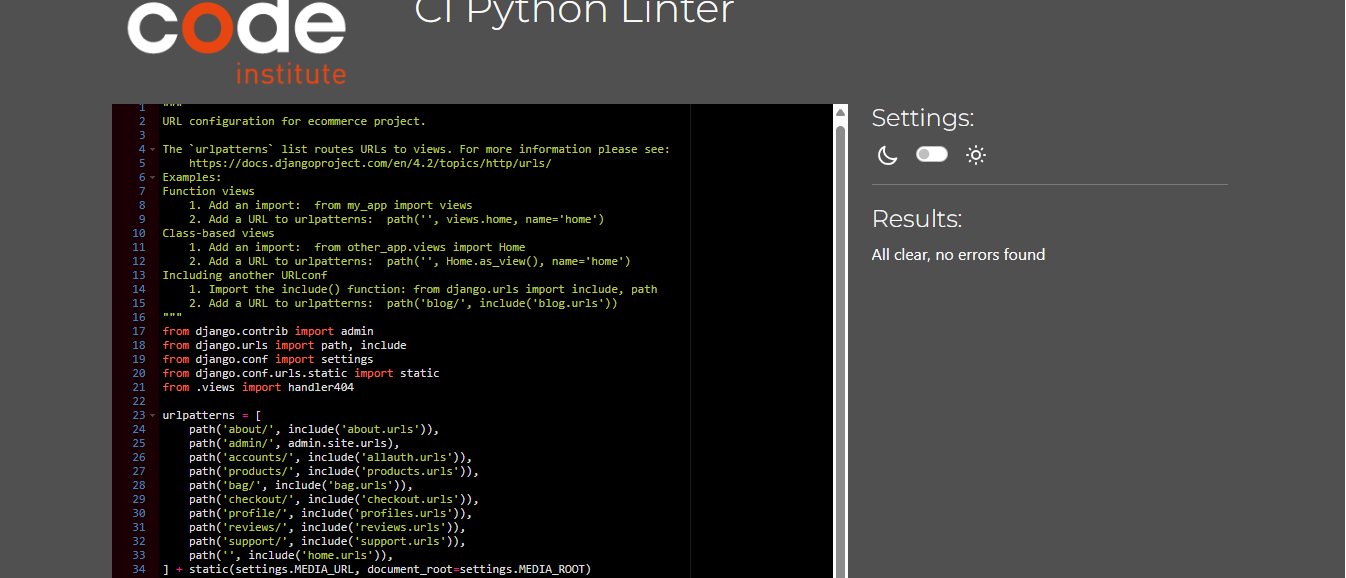 code
institute
CI Python Linter
1 """
2 URL configuration for ecommerce project.
3
4 The `urlpatterns` list routes URLs to views. For more information please see:
5     https://docs.djangoproject.com/en/4.2/topics/http/urls/
6 Examples:
7 Function views
8     1. Add an import:  from my_app import views
9     2. Add a URL to urlpatterns:  path('', views.home, name='home')
10 Class-based views
11     1. Add an import:  from other_app.views import Home
12     2. Add a URL to urlpatterns:  path('', Home.as_view(), name='home')
13 Including another URLconf
14     1. Import the include() function: from django.urls import include, path
15     2. Add a URL to urlpatterns:  path('blog/', include('blog.urls'))
16 """
17 from django.contrib import admin
18 from django.urls import path, include
19 from django.conf import settings
20 from django.conf.urls.static import static
21 from .views import handler404
22
23 urlpatterns = [
24     path('about/', include('about.urls')),
25     path('admin/', admin.site.urls),
26     path('accounts/', include('allauth.urls')),
27     path('products/', include('products.urls')),
28     path('bag/', include('bag.urls')),
29     path('checkout/', include('checkout.urls')),
30     path('profile/', include('profiles.urls')),
31     path('reviews/', include('reviews.urls')),
32     path('support/', include('support.urls')),
33     path('', include('home.urls')),
34 ] + static(settings.MEDIA_URL, document_root=settings.MEDIA_ROOT)
Settings:
Results:
All clear, no errors found